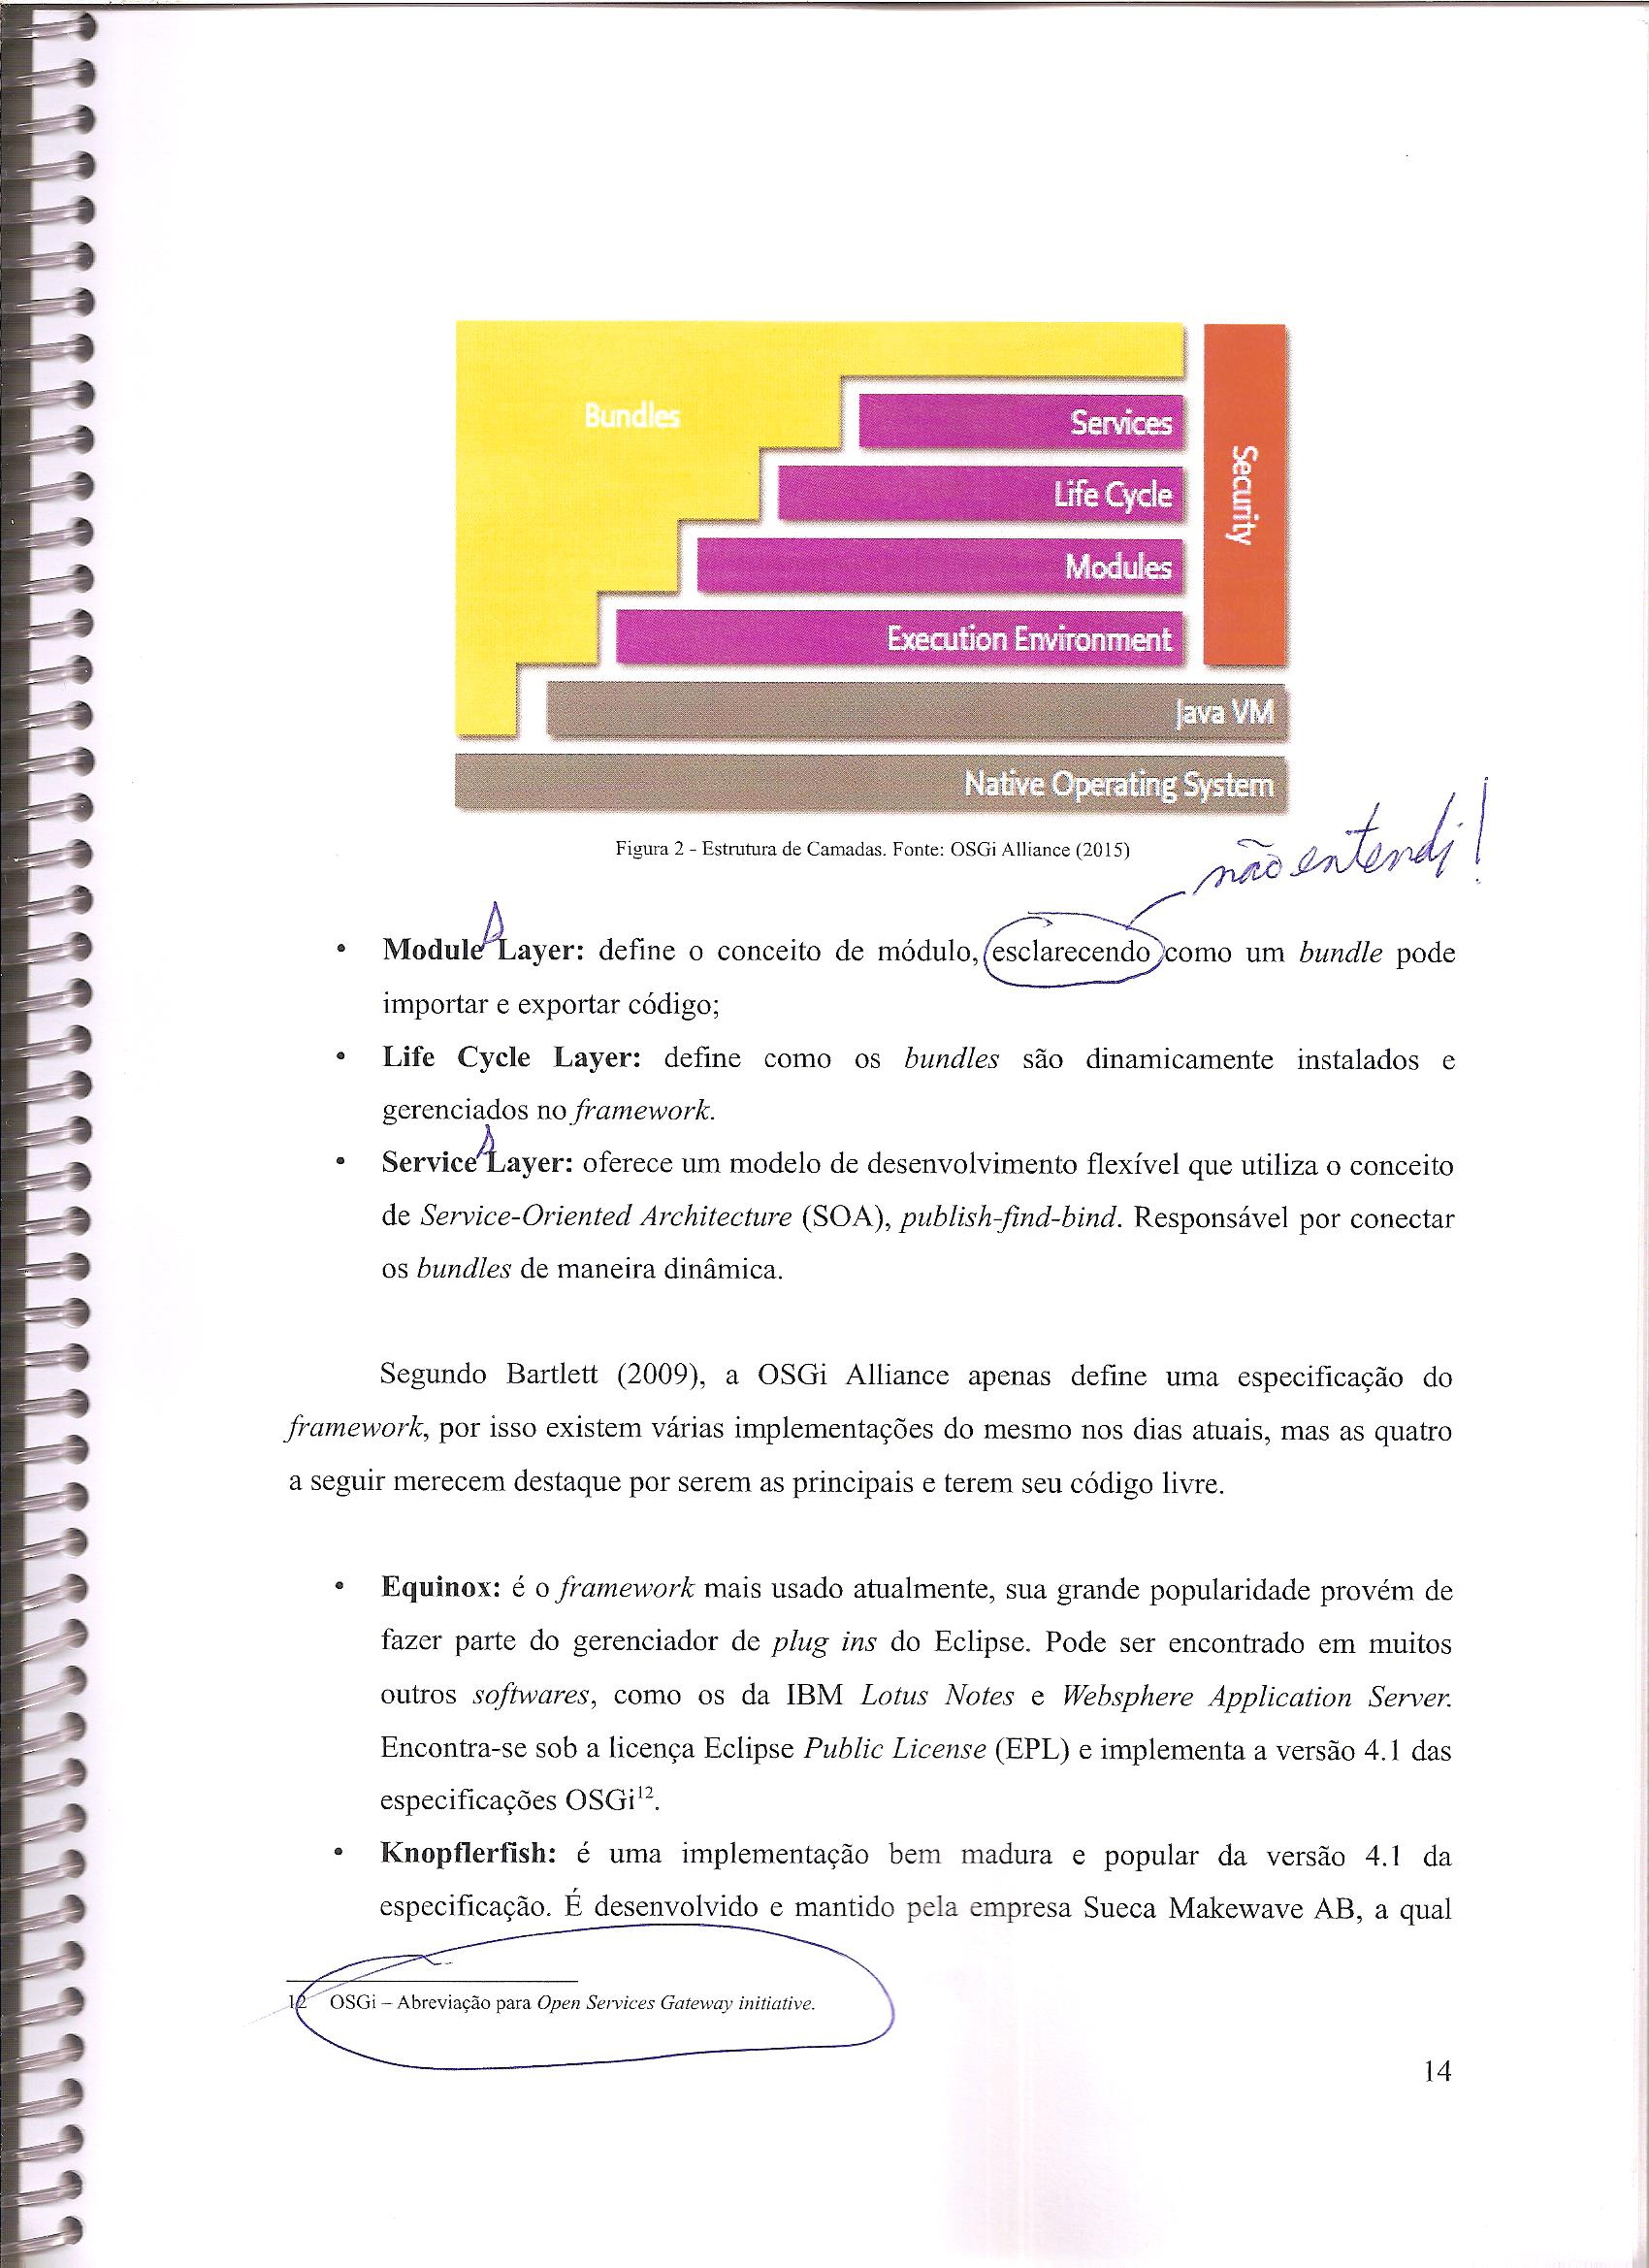 Bundles
Services
Life Cycle
Modules
Execution Environment
Security
Java VM
Native Operating System
Figura 2 - Estrutura de Camadas. Fonte: OSGi Alliance (2015)
não entendi!
• Module Layer: define o conceito de módulo, esclarecendo como um bundle pode
importar e exportar código;
• Life Cycle Layer: define como os bundles são dinamicamente instalados e
gerenciados no framework.
• Service Layer: oferece um modelo de desenvolvimento flexível que utiliza o conceito
de Service-Oriented Architecture (SOA), publish-find-bind. Responsável por conectar
os bundles de maneira dinâmica.
Segundo Bartlett (2009), a OSGi Alliance apenas define uma especificação do
framework, por isso existem várias implementações do mesmo nos dias atuais, mas as quatro
a seguir merecem destaque por serem as principais e terem seu código livre.
• Equinox: é o framework mais usado atualmente, sua grande popularidade provém de
fazer parte do gerenciador de plug ins do Eclipse. Pode ser encontrado em muitos
outros softwares, como os da IBM Lotus Notes e Websphere Application Server.
Encontra-se sob a licença Eclipse Public License (EPL) e implementa a versão 4.1 das
especificações OSGi¹².
• Knopflerfish: é uma implementação bem madura e popular da versão 4.1 da
especificação. É desenvolvido e mantido pela empresa Sueca Makewave AB, a qual
12 OSGi – Abreviação para Open Services Gateway initiative.
14